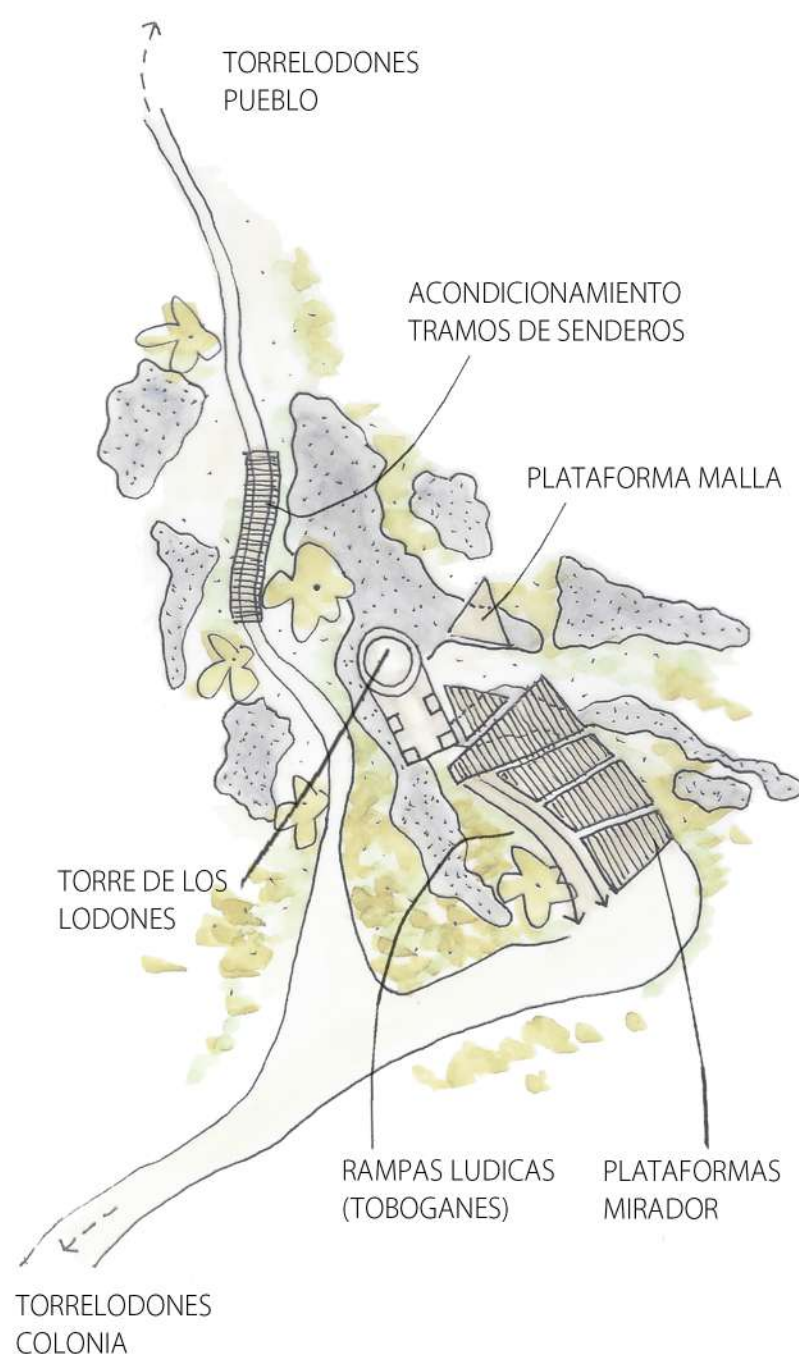 TORRELODONES
PUEBLO
ACONDICIONAMIENTO
TRAMOS DE SENDEROS
PLATAFORMA MALLA
TORRE DE LOS
LODONES
RAMPAS LUDICAS
(TOBOGANES)
PLATAFORMAS
MIRADOR
TORRELODONES
COLONIA